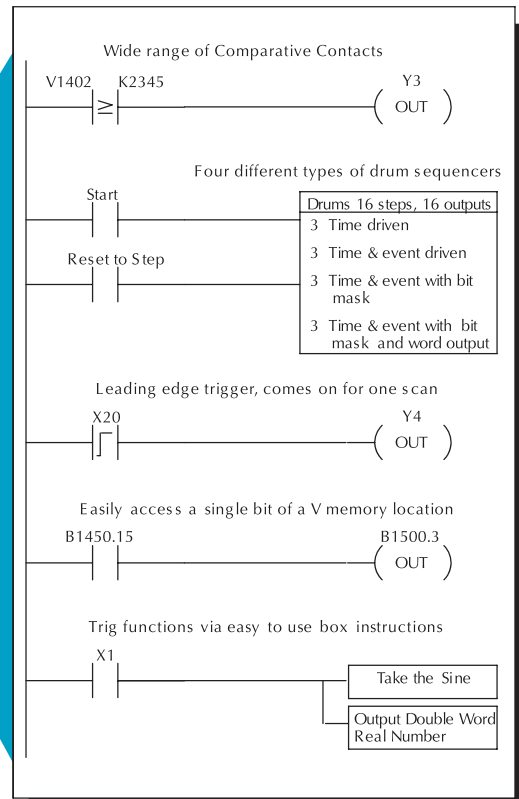 Wide range of Comparative Contacts
V1402 K2345 Y3
≥ OUT
Four different types of drum sequencers
Start
Drums 16 steps, 16 outputs
3 Time driven
3 Time & event driven
Reset to Step
3 Time & event with bit
mask
3 Time & event with bit
mask and word output
Leading edge trigger, comes on for one scan
X20 Y4
OUT
Easily access a single bit of a V memory location
B1450.15 B1500.3
OUT
Trig functions via easy to use box instructions
X1
Take the Sine
Output Double Word
Real Number